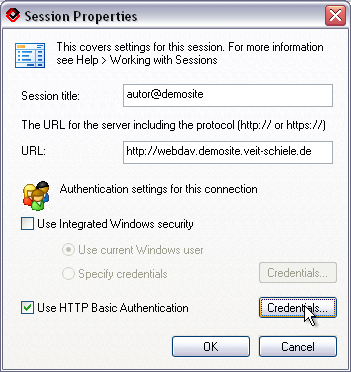 Session Properties
This covers settings for this session. For more information
see Help > Working with Sessions
Session title:
autor@demosite
The URL for the server including the protocol (http:// or https://)
URL:
http://webdav.demosite.veit-schiele.de
Authentication settings for this connection
Use Integrated Windows security
Use current Windows user
Specify credentials
Credentials...
Use HTTP Basic Authentication
Credentials...
OK
Cancel